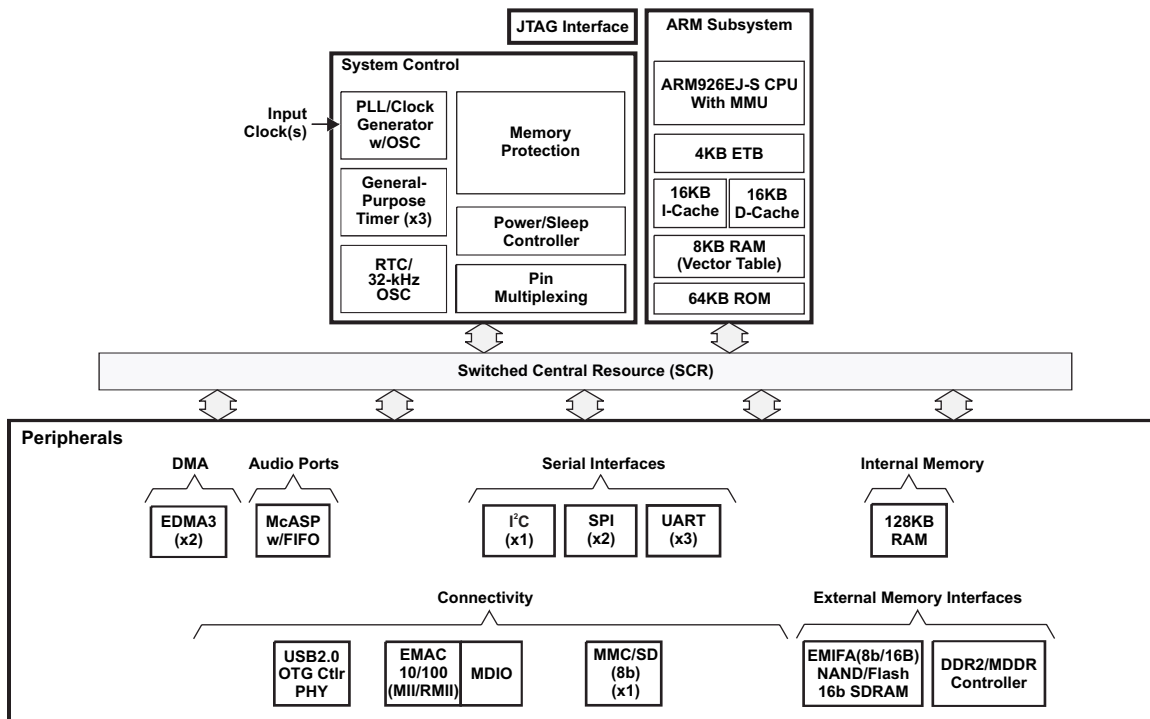 JTAG Interface
ARM Subsystem
System Control
ARM926EJ-S CPU
With MMU
4KB ETB
16KB
I-Cache
16KB
D-Cache
8KB RAM
(Vector Table)
64KB ROM
Input
Clock(s)
PLL/Clock
Generator
w/OSC
General-
Purpose
Timer (x3)
RTC/
32-kHz
OSC
Memory
Protection
Power/Sleep
Controller
Pin
Multiplexing
Switched Central Resource (SCR)
Peripherals
DMA
EDMA3
(x2)
Audio Ports
McASP
w/FIFO
Serial Interfaces
I²C
(x1)
SPI
(x2)
UART
(x3)
Internal Memory
128KB
RAM
Connectivity
USB2.0
OTG Ctlr
PHY
EMAC
10/100
(MII/RMII)
MDIO
MMC/SD
(8b)
(x1)
External Memory Interfaces
EMIFA(8b/16B)
NAND/Flash
16b SDRAM
DDR2/MDDR
Controller